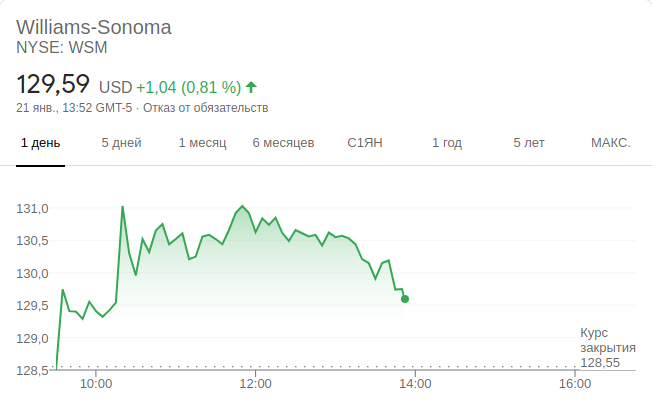 Williams-Sonoma
NYSE: WSM
129,59 USD +1,04 (0,81 %)
21 янв., 13:52 GMT-5 · Отказ от обязательств
1 день 5 дней 1 месяц 6 месяцев С1ЯН 1 год 5 лет МАКС.
131,0
130,5
130,0
129,5
129,0
128,5
Курс
закрытия
128,55
10:00 12:00 14:00 16:00